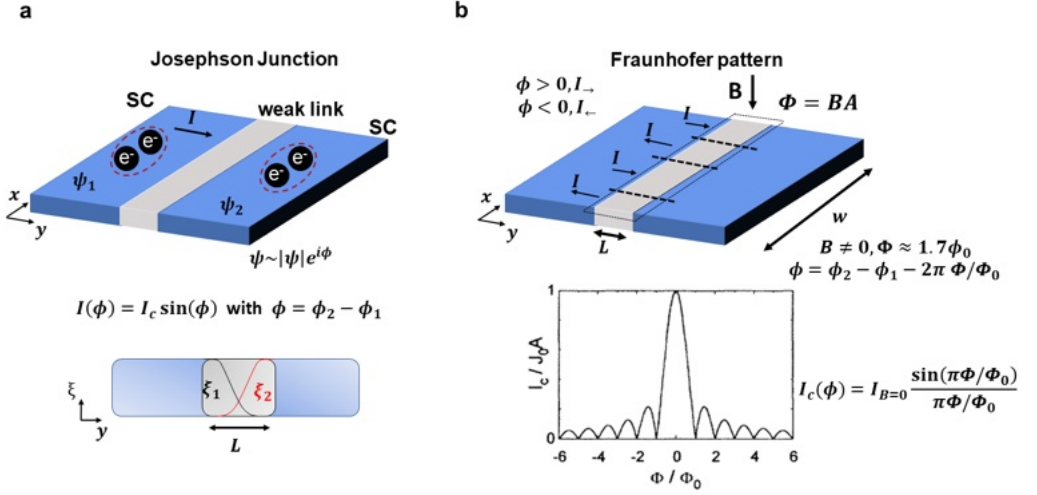 a
Josephson Junction
SC
I
weak link
SC
e-
e-
e-
e-
ψ₁
ψ₂
x
y
ψ~|ψ|e^{iϕ}
I(ϕ) = I_c sin(ϕ) with ϕ = ϕ₂ − ϕ₁
ξ
y
ξ₁
ξ₂
L
b
Fraunhofer pattern
ϕ > 0, I→
ϕ < 0, I←
B
Φ = BA
I
I
I
I
x
y
L
w
B ≠ 0, Φ ≈ 1.7ϕ₀
ϕ = ϕ₂ − ϕ₁ − 2π Φ/Φ₀
I_c / J₀A
1
0
-6 -4 -2 0 2 4 6
Φ / Φ₀
I_c(ϕ) = I_{B=0} sin(πΦ/Φ₀)
πΦ/Φ₀